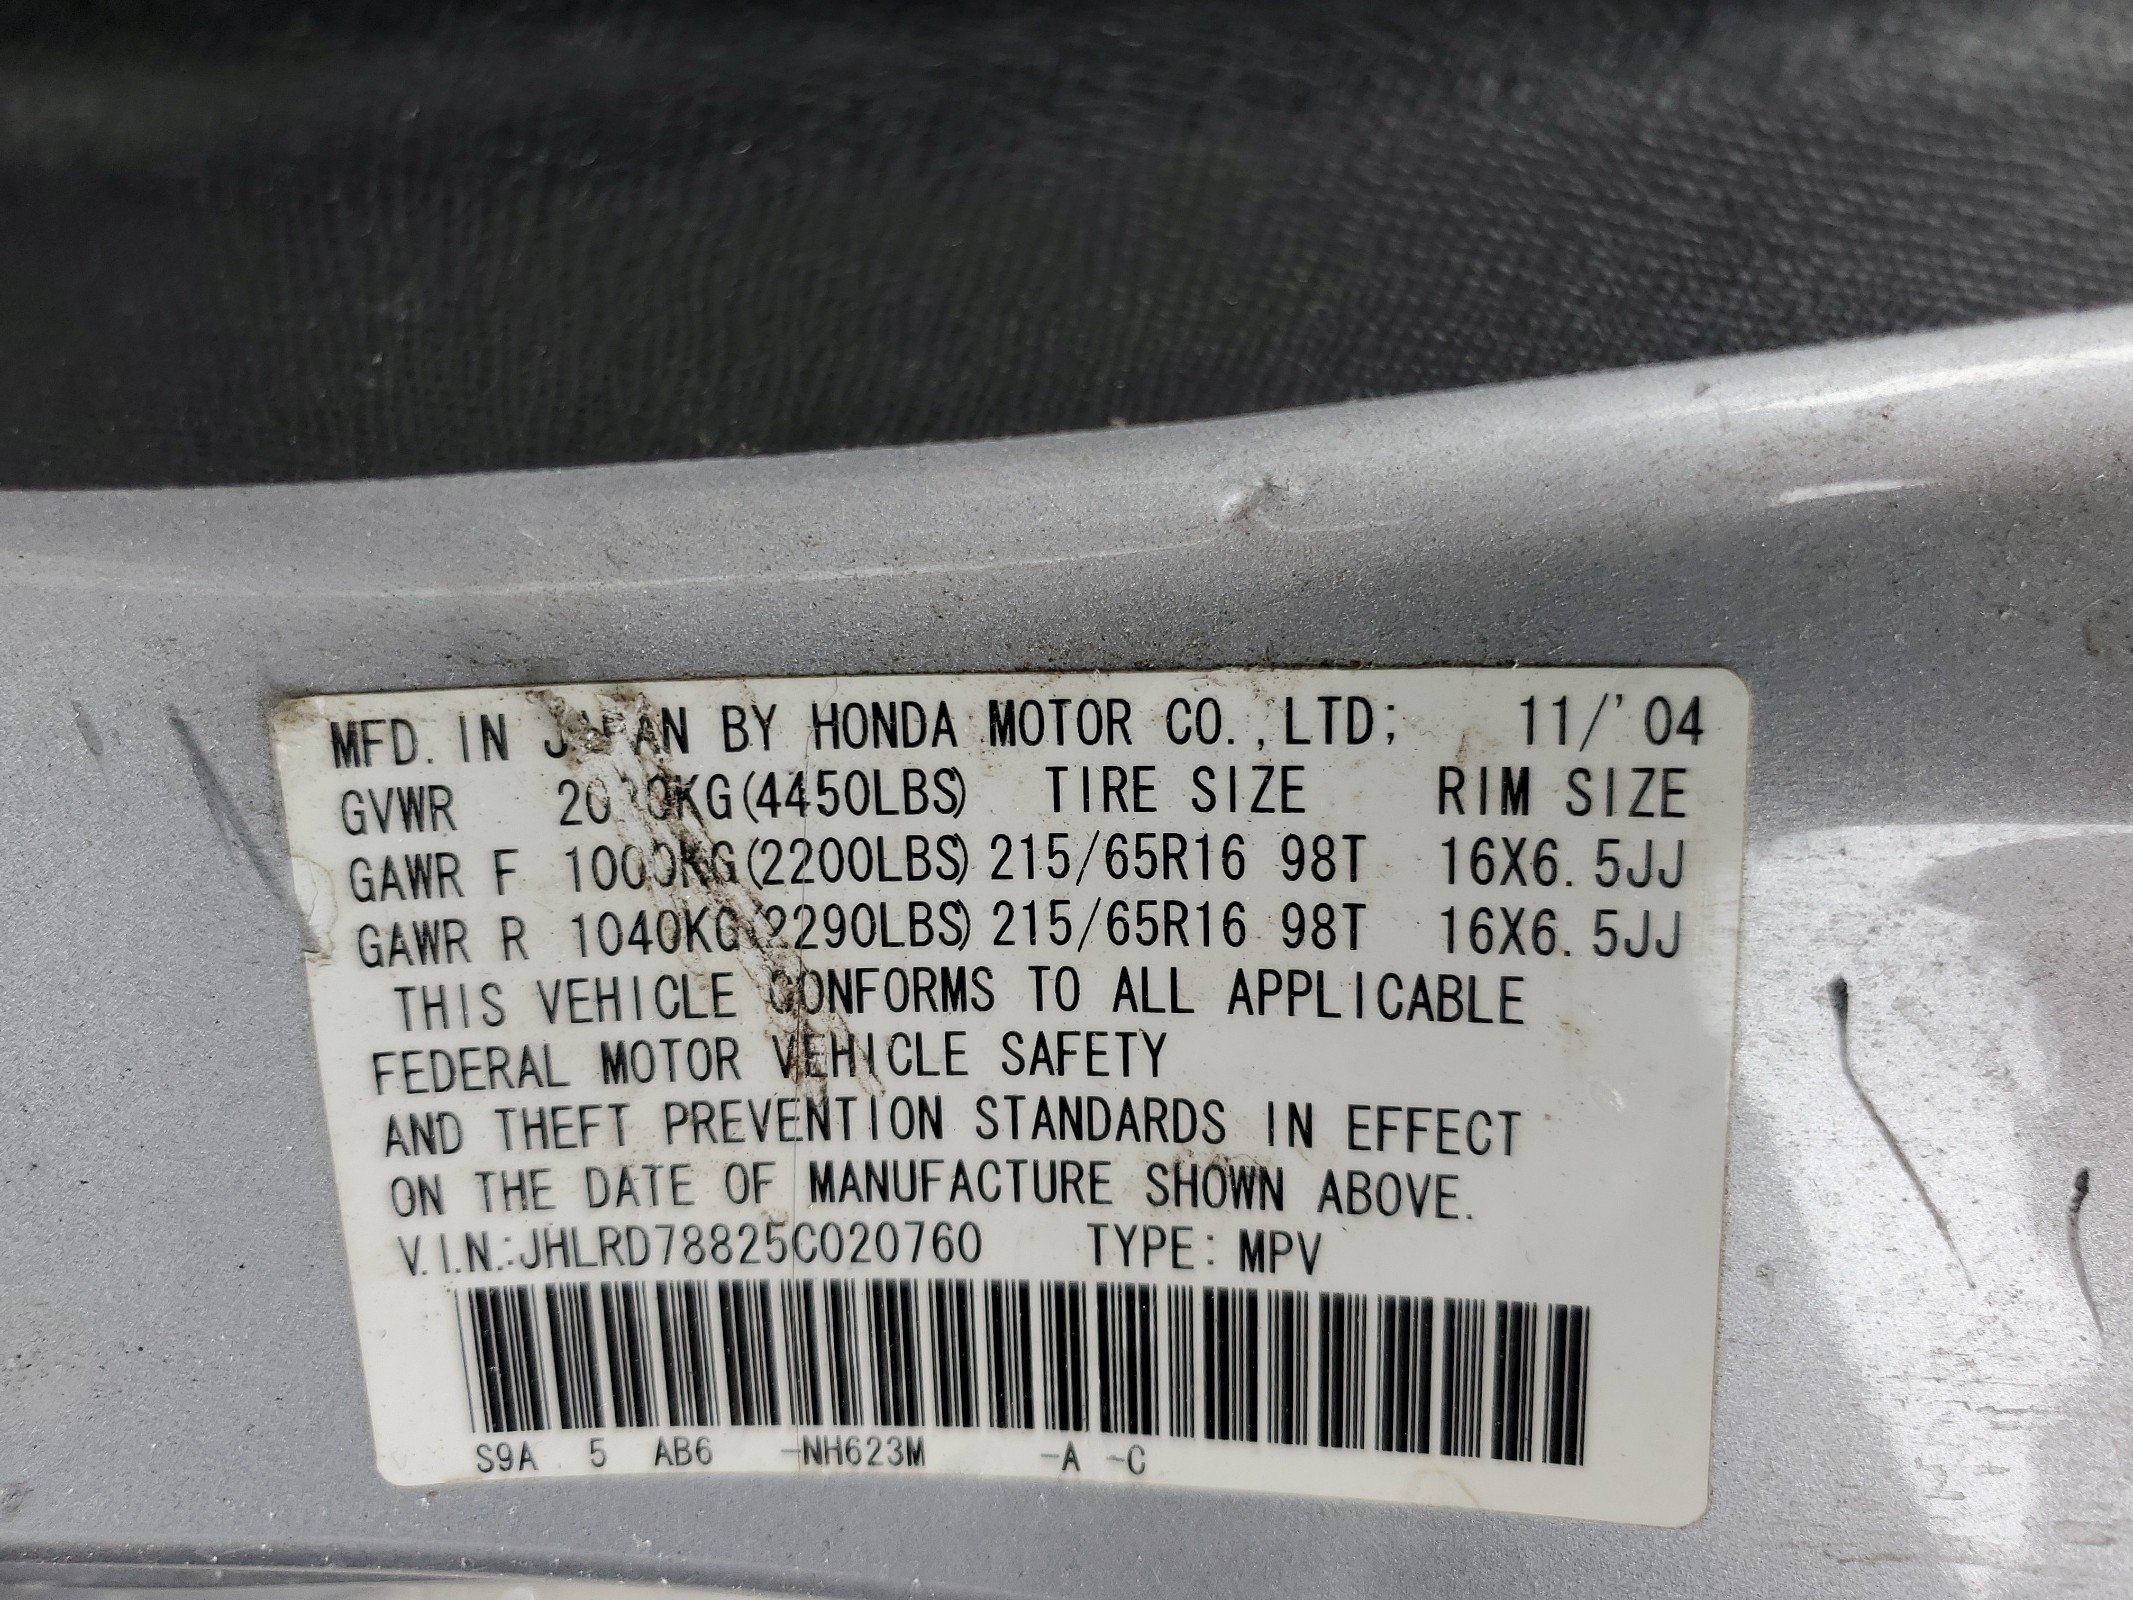 MFD. IN JAPAN BY HONDA MOTOR CO.,LTD; 11/'04
GVWR (4450LBS) TIRE SIZE RIM SIZE
GAWR F 1000KG(2200LBS) 215/65R16 98T 16X6.5JJ
GAWR R 1040KG(2290LBS) 215/65R16 98T 16X6.5JJ
THIS VEHICLE CONFORMS TO ALL APPLICABLE
FEDERAL MOTOR VEHICLE SAFETY
AND THEFT PREVENTION STANDARDS IN EFFECT
ON THE DATE OF MANUFACTURE SHOWN ABOVE.
V.I.N.:JHLRD78825C020760 TYPE: MPV
S9A 5 AB6 -NH623M -A -C